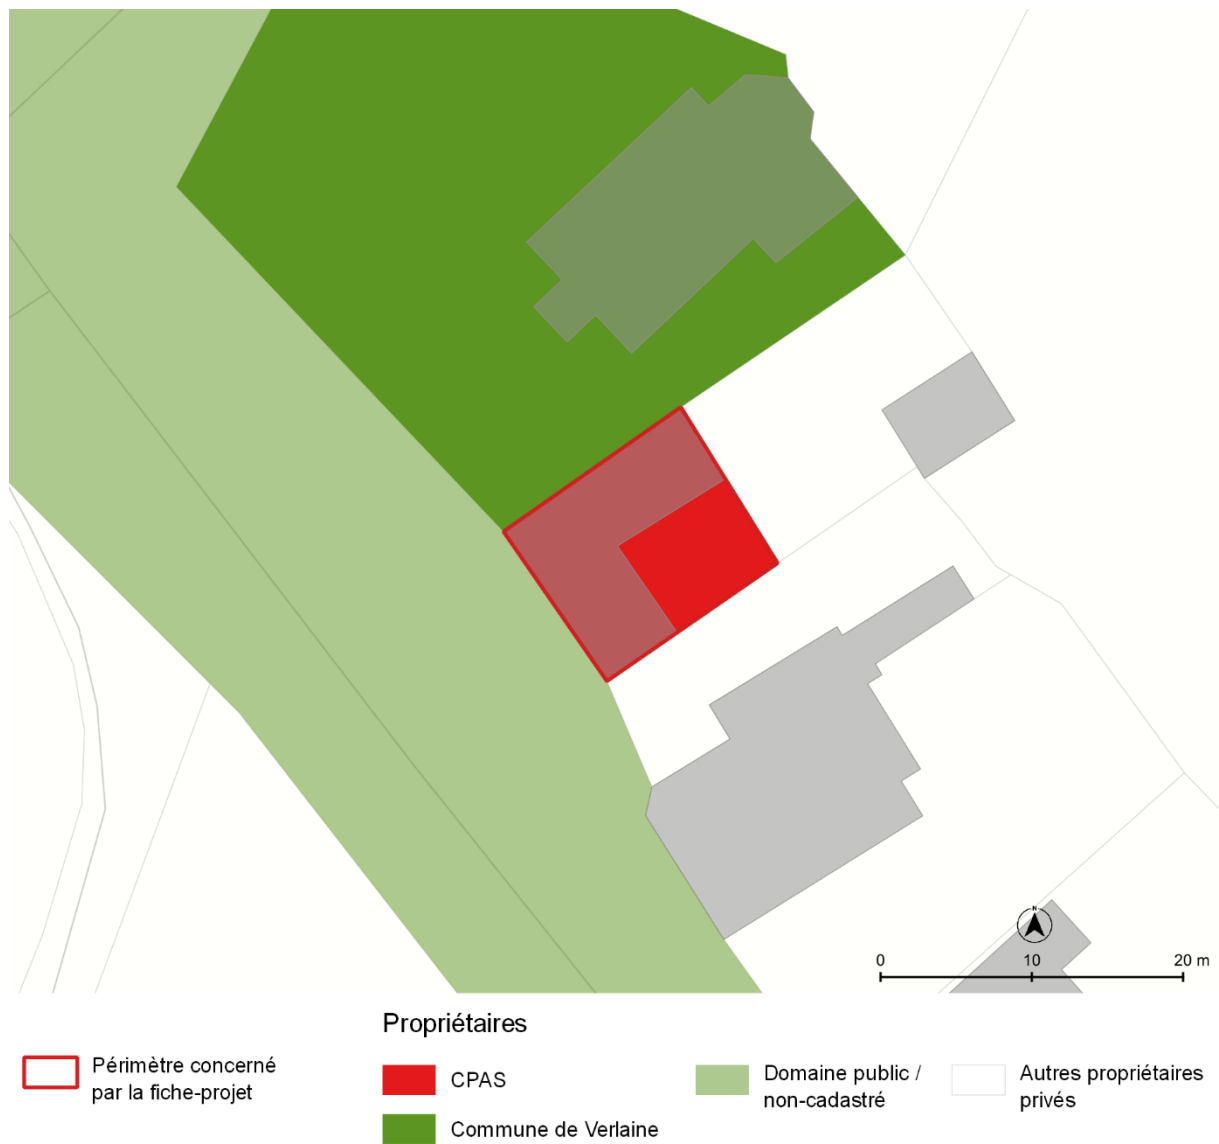 N
0 10 20 m
Propriétaires
Périmètre concerné
par la fiche-projet
CPAS
Commune de Verlaine
Domaine public /
non-cadastré
Autres propriétaires
privés